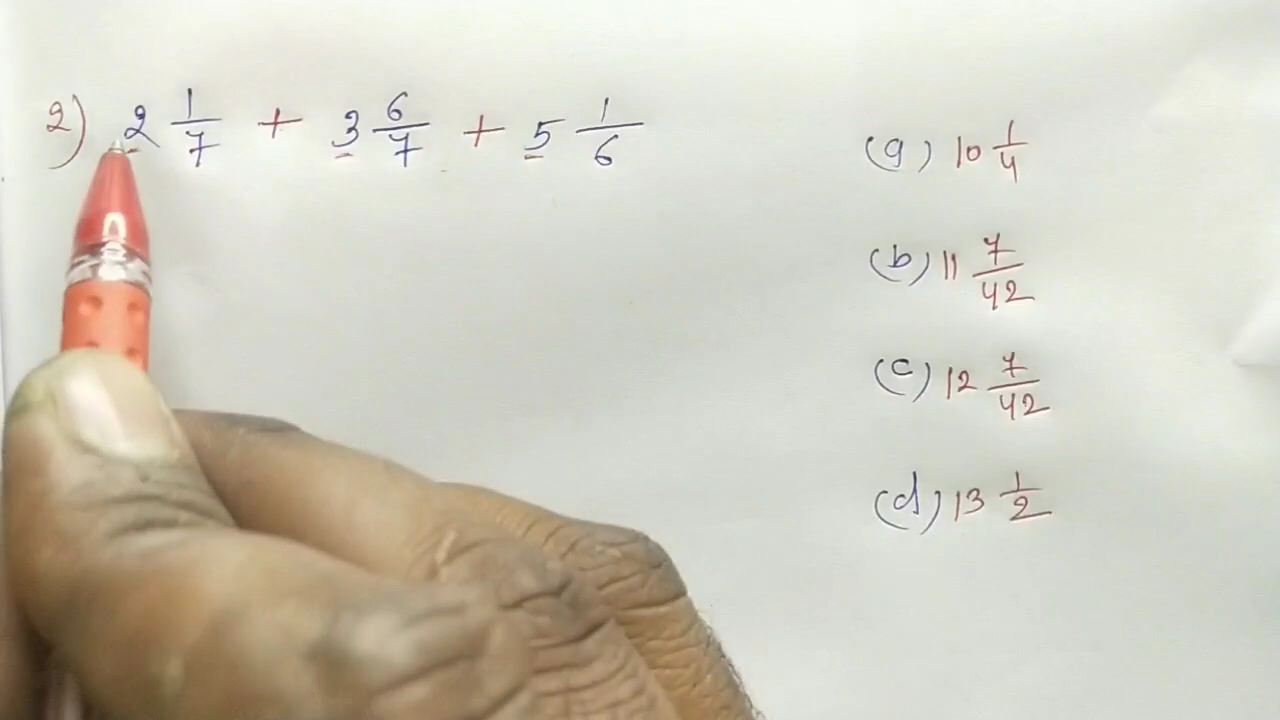 2) 2 1/7 + 3 6/7 + 5 1/6
(a) 10 1/4
(b) 11 7/42
(c) 12 7/42
(d) 13 1/2